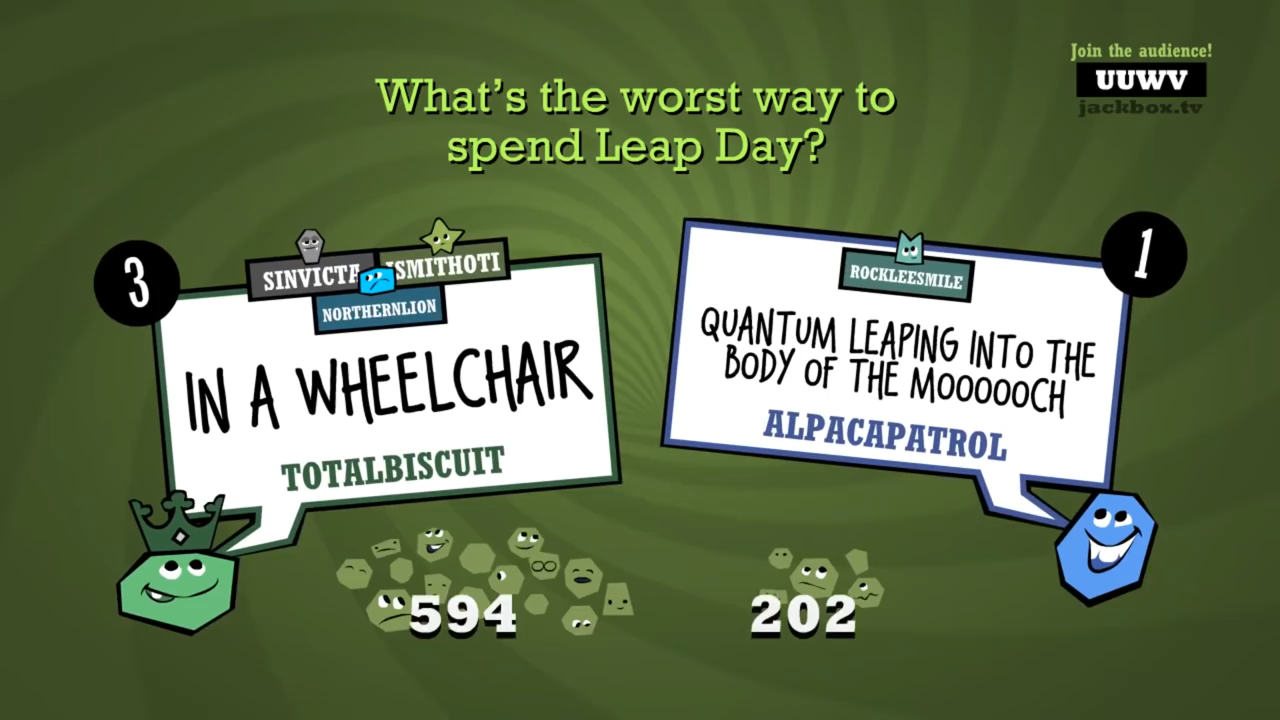 Join the audience!
UUWV
jackbox.tv
What's the worst way to
spend Leap Day?
3
SINVICTA
ISMITHOTI
NORTHERNLION
IN A WHEELCHAIR
TOTALBISCUIT
594
1
ROCKLEESMILE
QUANTUM LEAPING INTO THE
BODY OF THE MOOOOOCH
ALPACAPATROL
202